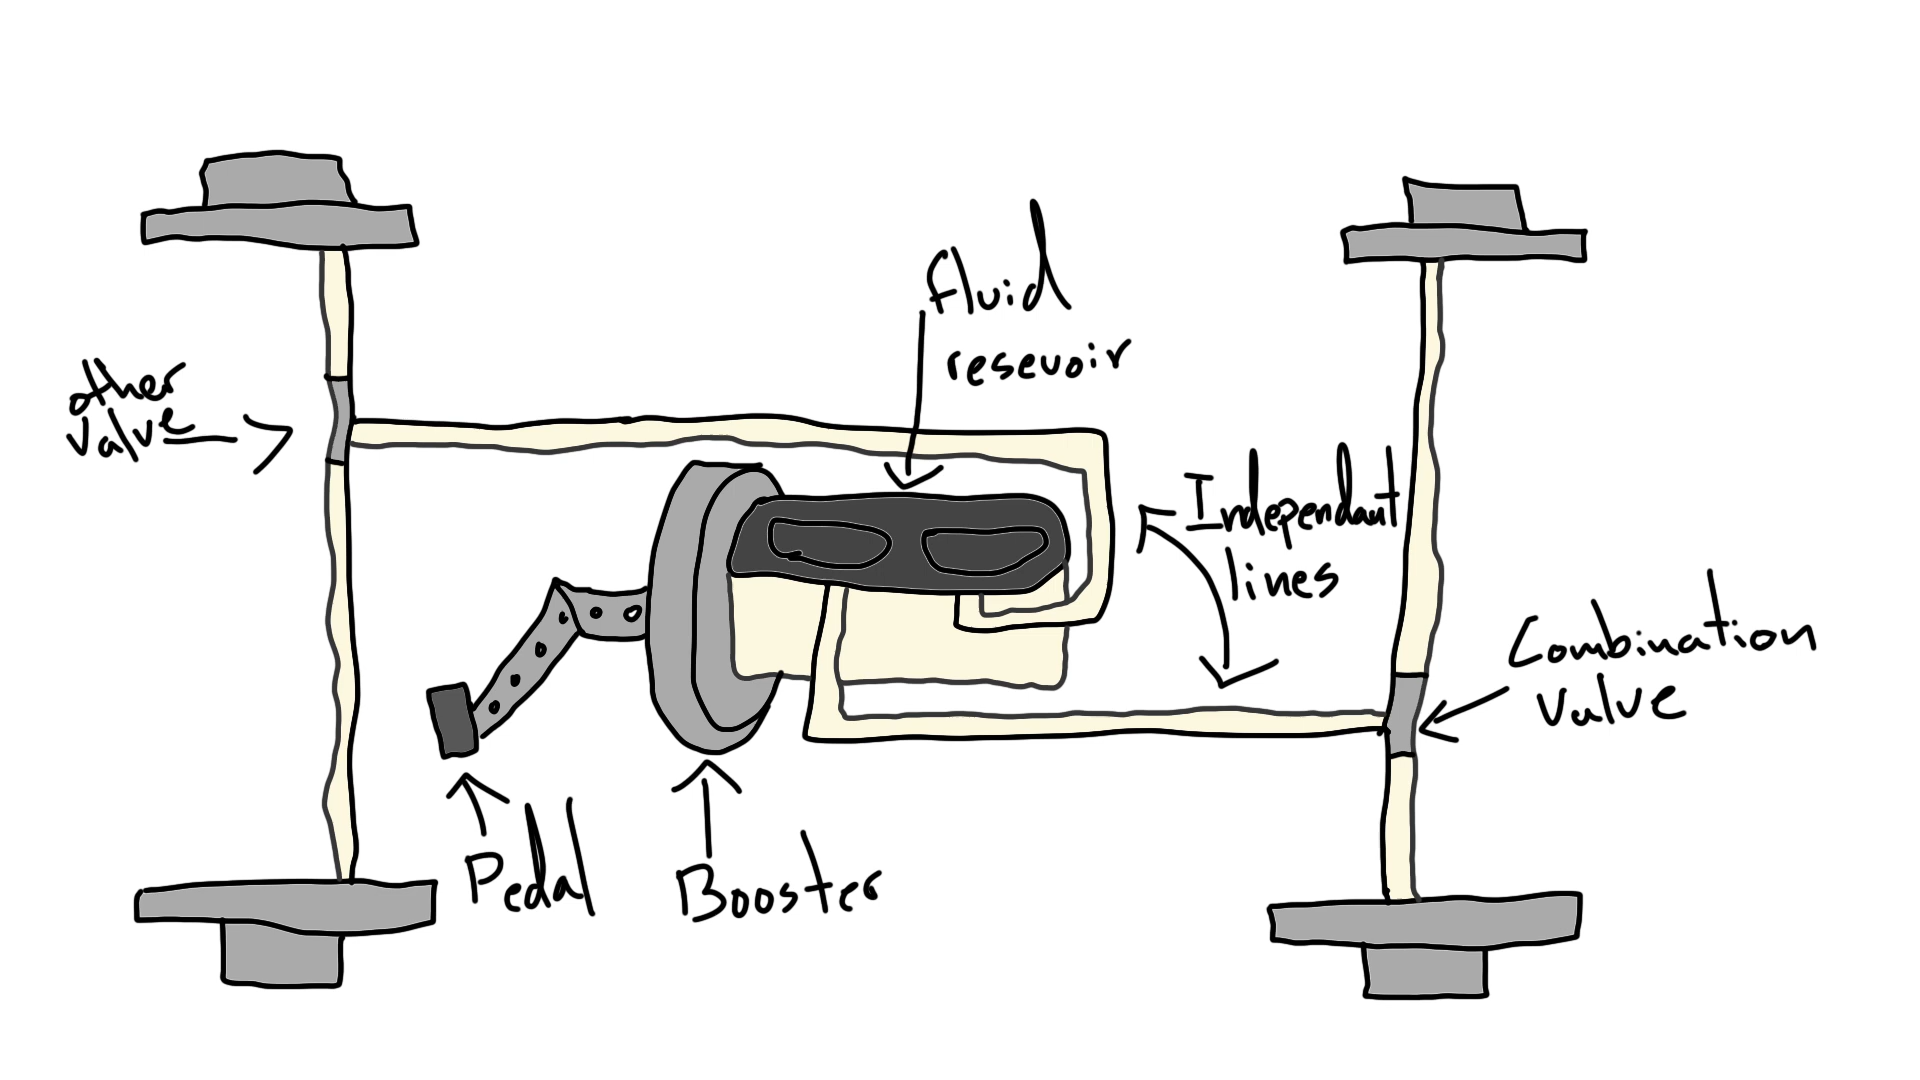 fluid
resevoir
other
valve
Independant
lines
Combination
valve
Pedal
Booster